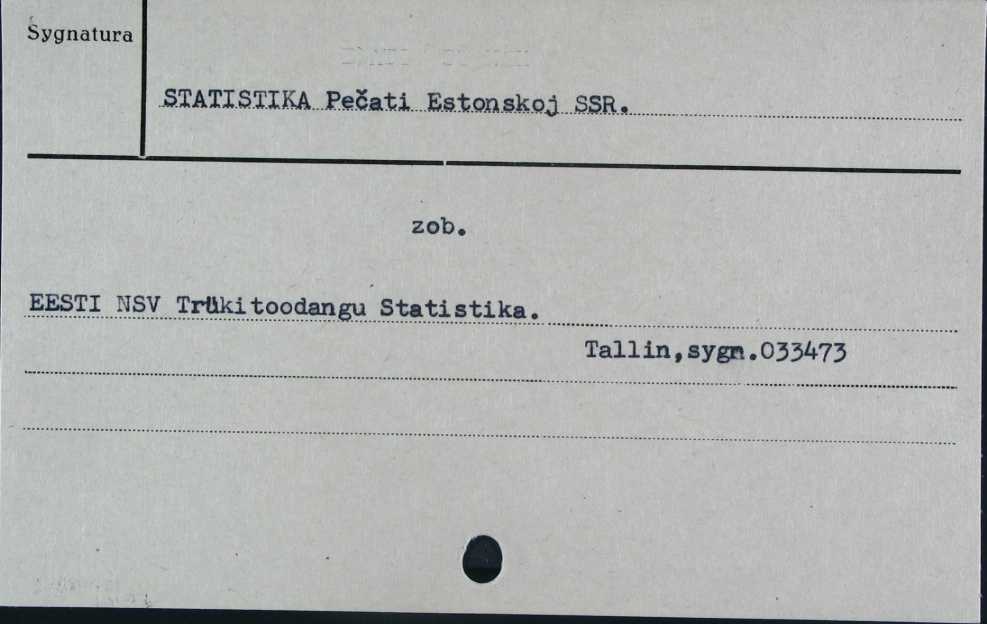 Sygnatura
STATISTIKA Pečati Estonskoj SSR.
zob.
EESTI NSV Trükitoodangu Statistika.
Tallin,sygn.033473